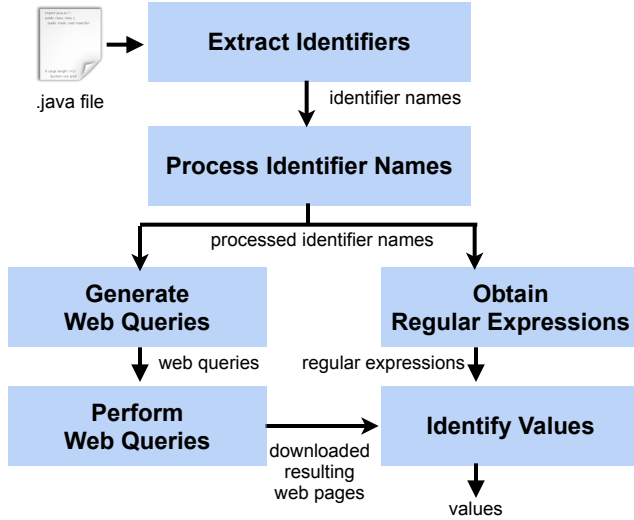 Extract Identifiers
.java file
identifier names
Process Identifier Names
processed identifier names
Generate
Web Queries
Obtain
Regular Expressions
web queries
regular expressions
Perform
Web Queries
Identify Values
downloaded
resulting
web pages
values